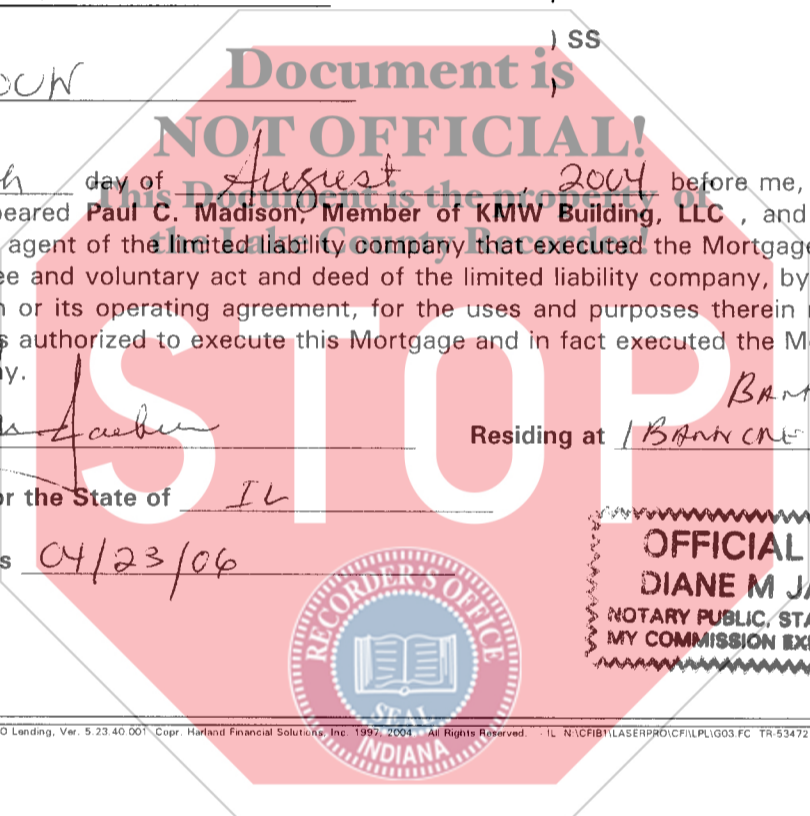 ) SS
Document is
)
NOT OFFICIAL!
day of August , 2004 before me,
This Document is the property of
peared Paul C. Madison, Member of KMW Building, LLC , and
the Lake County Recorder!
agent of the limited liability company that executed the Mortgage
ee and voluntary act and deed of the limited liability company, by
n or its operating agreement, for the uses and purposes therein
s authorized to execute this Mortgage and in fact executed the M
y.
STOP
Residing at 1 BANK
or the State of IL
s 04/23/06
OFFICIAL
DIANE M JA
NOTARY PUBLIC, STA
MY COMMISSION EXP
RECORDER'S OFFICE
SEAL
INDIANA
O Lending, Ver. 5.23.40.001 Copr. Harland Financial Solutions, Inc. 1997, 2004 All Rights Reserved. - IL N:\CFIB1\LASERPRO\CFI\LPL\G03.FC TR-53472